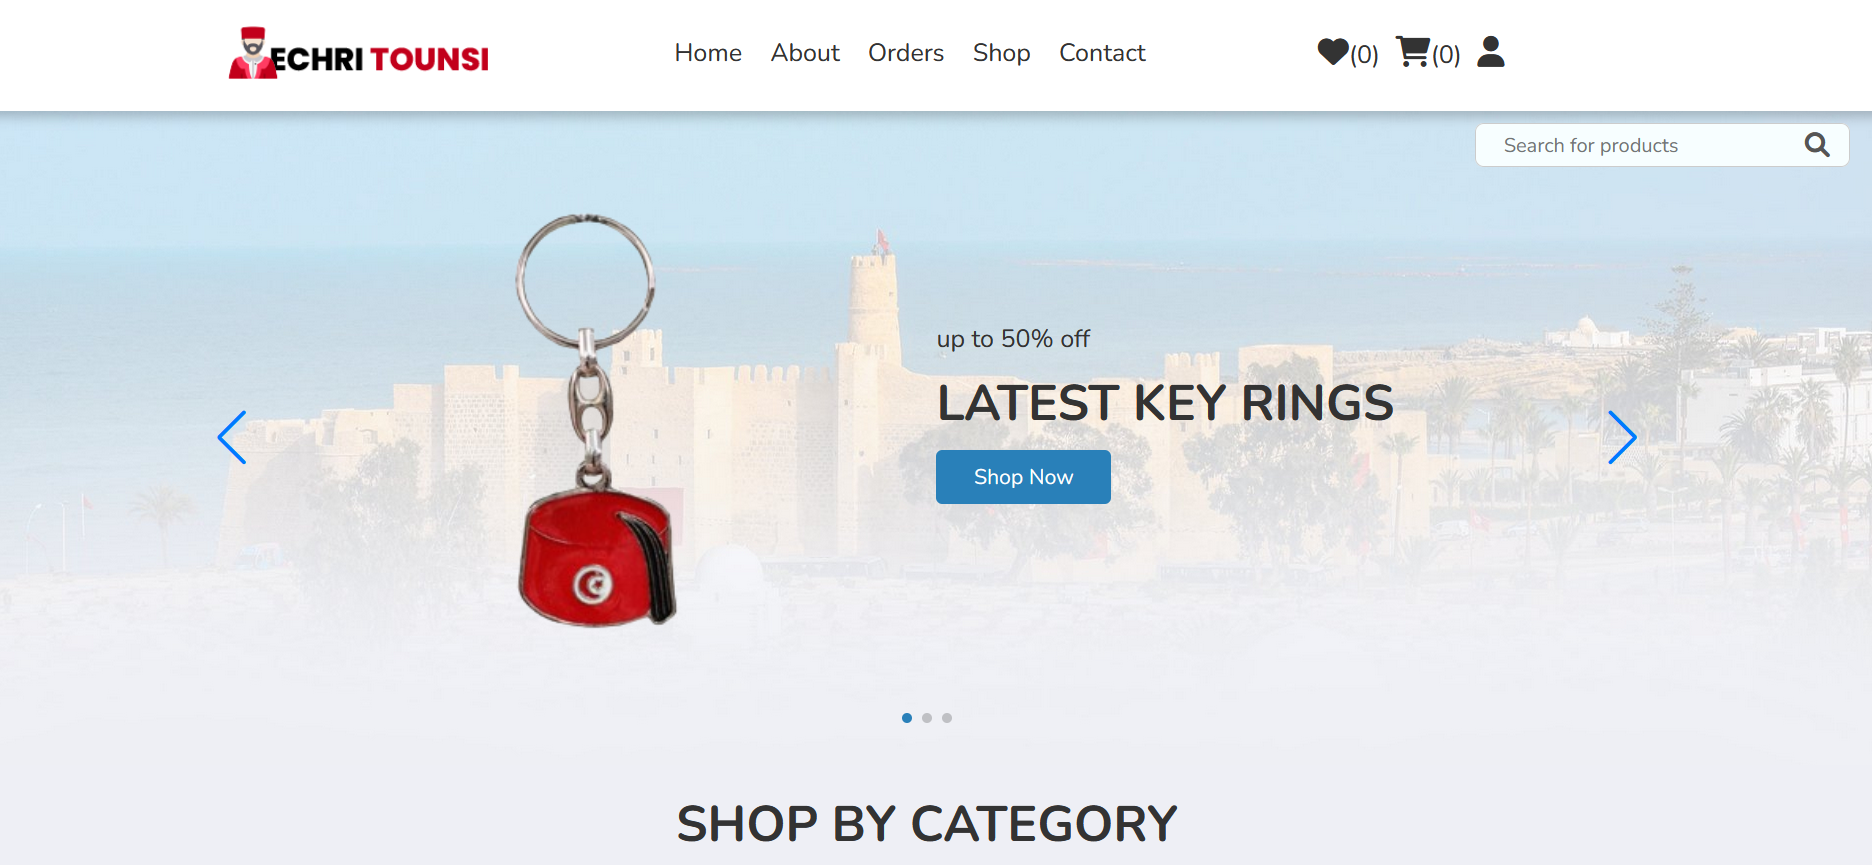 ECHRI TOUNSI
Home About Orders Shop Contact
(0) (0)
Search for products
up to 50% off
LATEST KEY RINGS
Shop Now
SHOP BY CATEGORY